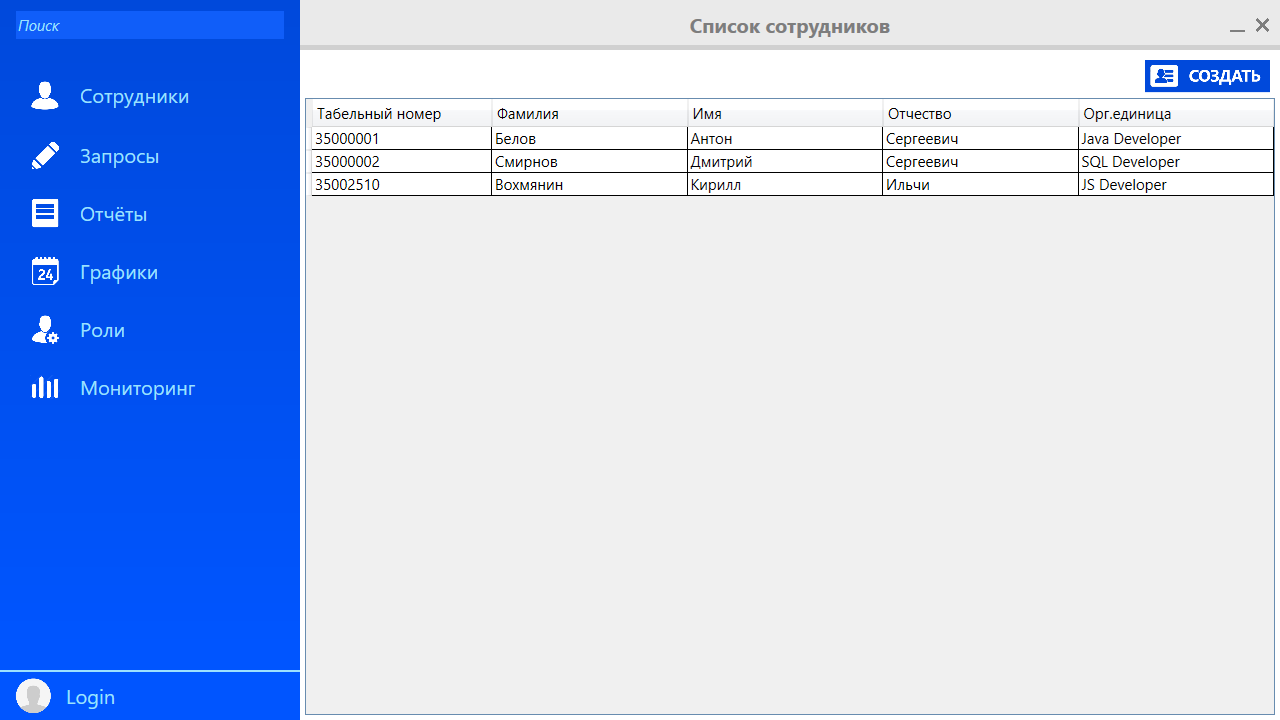 Поиск
Сотрудники
Запросы
Отчёты
24
Графики
Роли
Мониторинг
Login
Список сотрудников
СОЗДАТЬ
Табельный номер Фамилия Имя Отчество Орг.единица
35000001 Белов Антон Сергеевич Java Developer
35000002 Смирнов Дмитрий Сергеевич SQL Developer
35002510 Вохмянин Кирилл Ильчи JS Developer